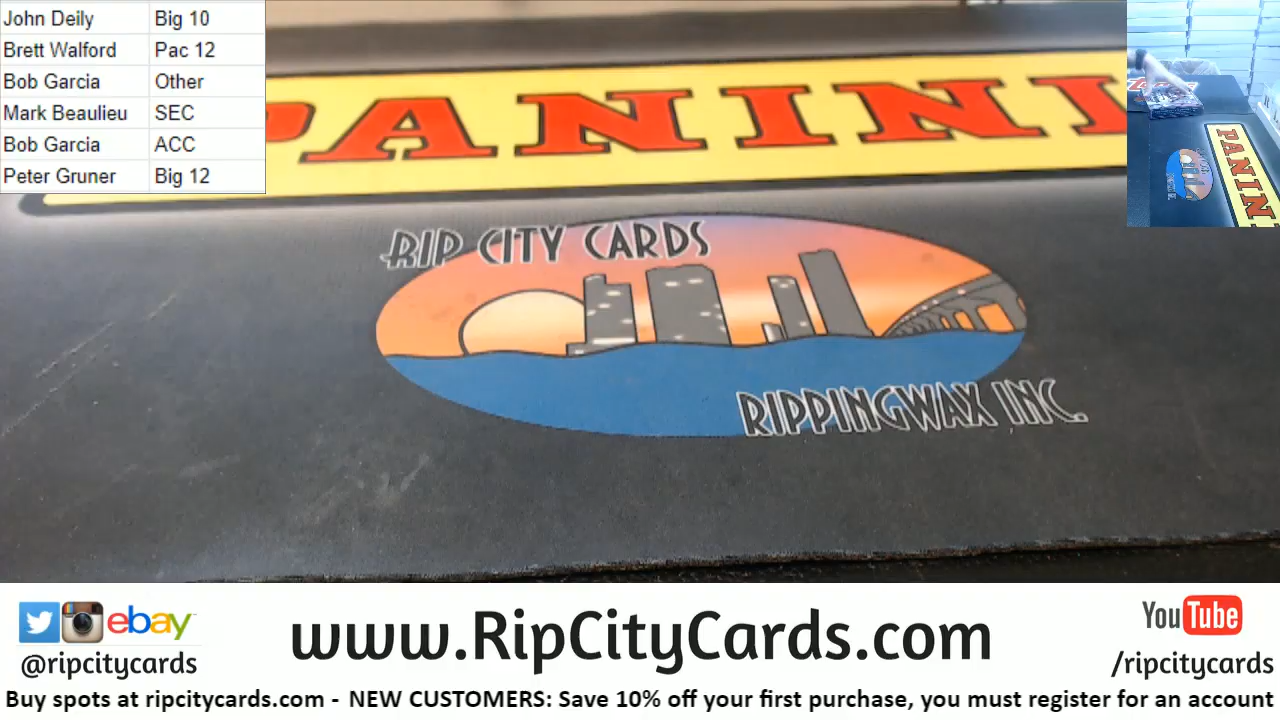 John Deily Big 10
Brett Walford Pac 12
Bob Garcia Other
Mark Beaulieu SEC
Bob Garcia ACC
Peter Gruner Big 12
PANINI
RIP CITY CARDS
RIPPINGWAX INC.
PANINI
ebay
www.RipCityCards.com
YouTube
@ripcitycards
/ripcitycards
Buy spots at ripcitycards.com - NEW CUSTOMERS: Save 10% off your first purchase, you must register for an account